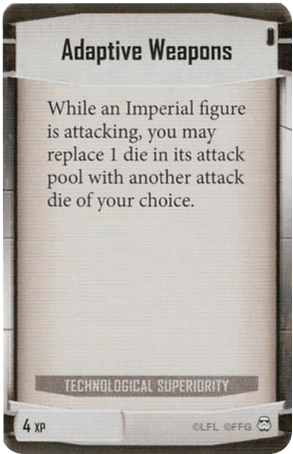 Adaptive Weapons
While an Imperial figure
is attacking, you may
replace 1 die in its attack
pool with another attack
die of your choice.
TECHNOLOGICAL SUPERIORITY
4 XP
©LFL ©FFG